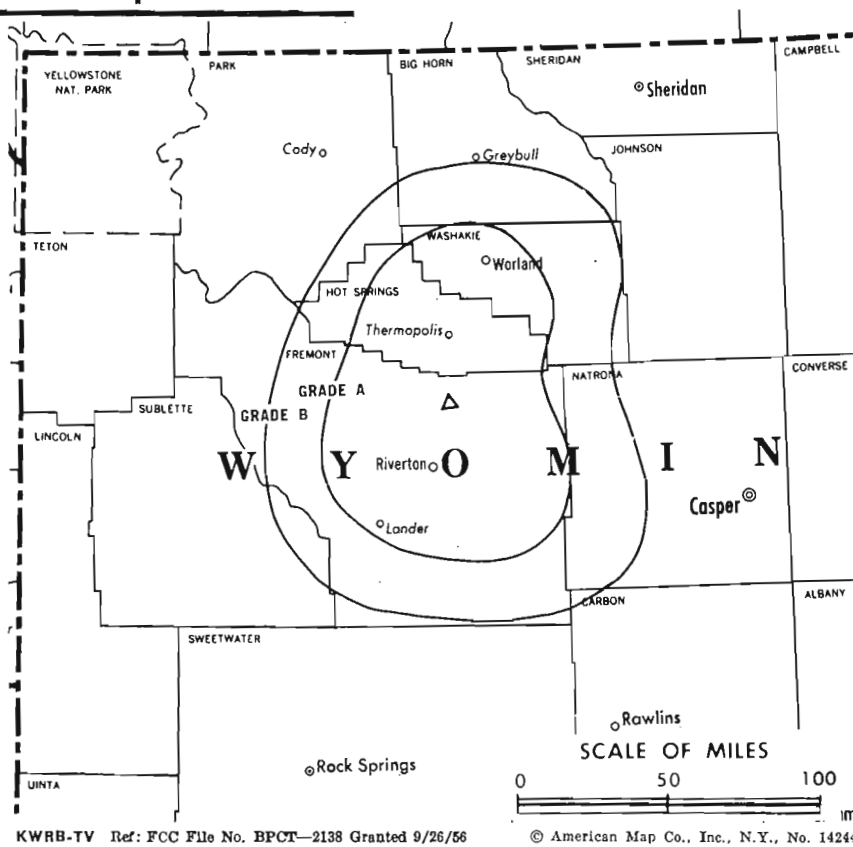 PARK
BIG HORN
SHERIDAN
CAMPBELL
YELLOWSTONE
NAT. PARK
Sheridan
Cody
Greybull
JOHNSON
TETON
WASHAKIE
Worland
HOT SPRINGS
Thermopolis
FREMONT
NATRONA
CONVERSE
GRADE A
GRADE B
SUBLETTE
LINCOLN
W Y O M I N
Riverton
Casper
Lander
CARBON
ALBANY
SWEETWATER
Rawlins
Rock Springs
SCALE OF MILES
0 50 100
UINTA
KWRB-TV Ref: FCC File No. BPCT—2138 Granted 9/26/56
© American Map Co., Inc., N.Y., No. 14244